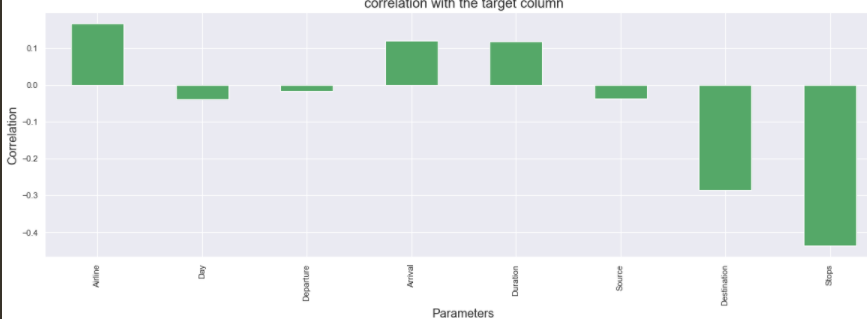 correlation with the target column
Correlation
0.1
0.0
−0.1
−0.2
−0.3
−0.4
Airline
Day
Departure
Arrival
Duration
Source
Destination
Stops
Parameters